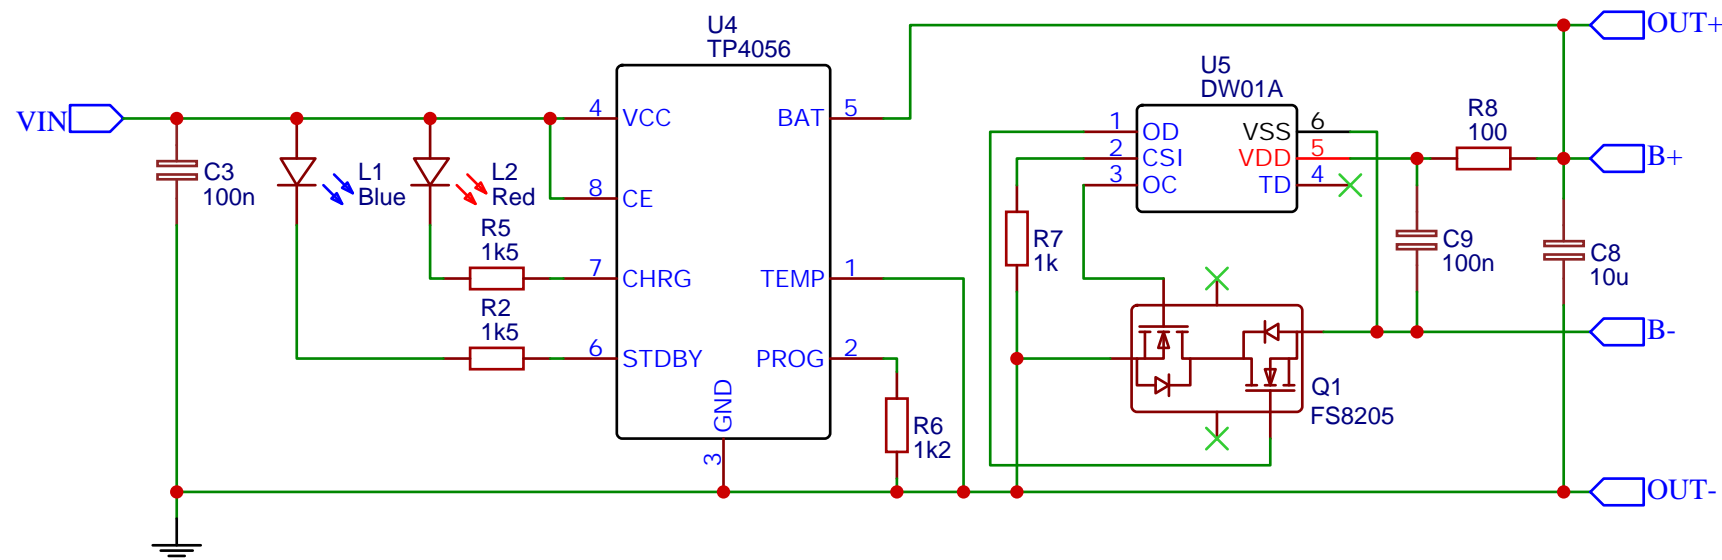 U4
TP4056
OUT+
U5
DW01A
VIN
4 VCC
BAT 5
1 OD
VSS 6
R8
100
2 CSI
VDD 5
B+
3 OC
TD 4
C3
100n
L1
Blue
L2
Red
8 CE
R5
1k5
R7
1k
C9
100n
C8
10u
7 CHRG
TEMP 1
R2
1k5
B-
6 STDBY
PROG 2
GND
3
Q1
FS8205
R6
1k2
OUT-